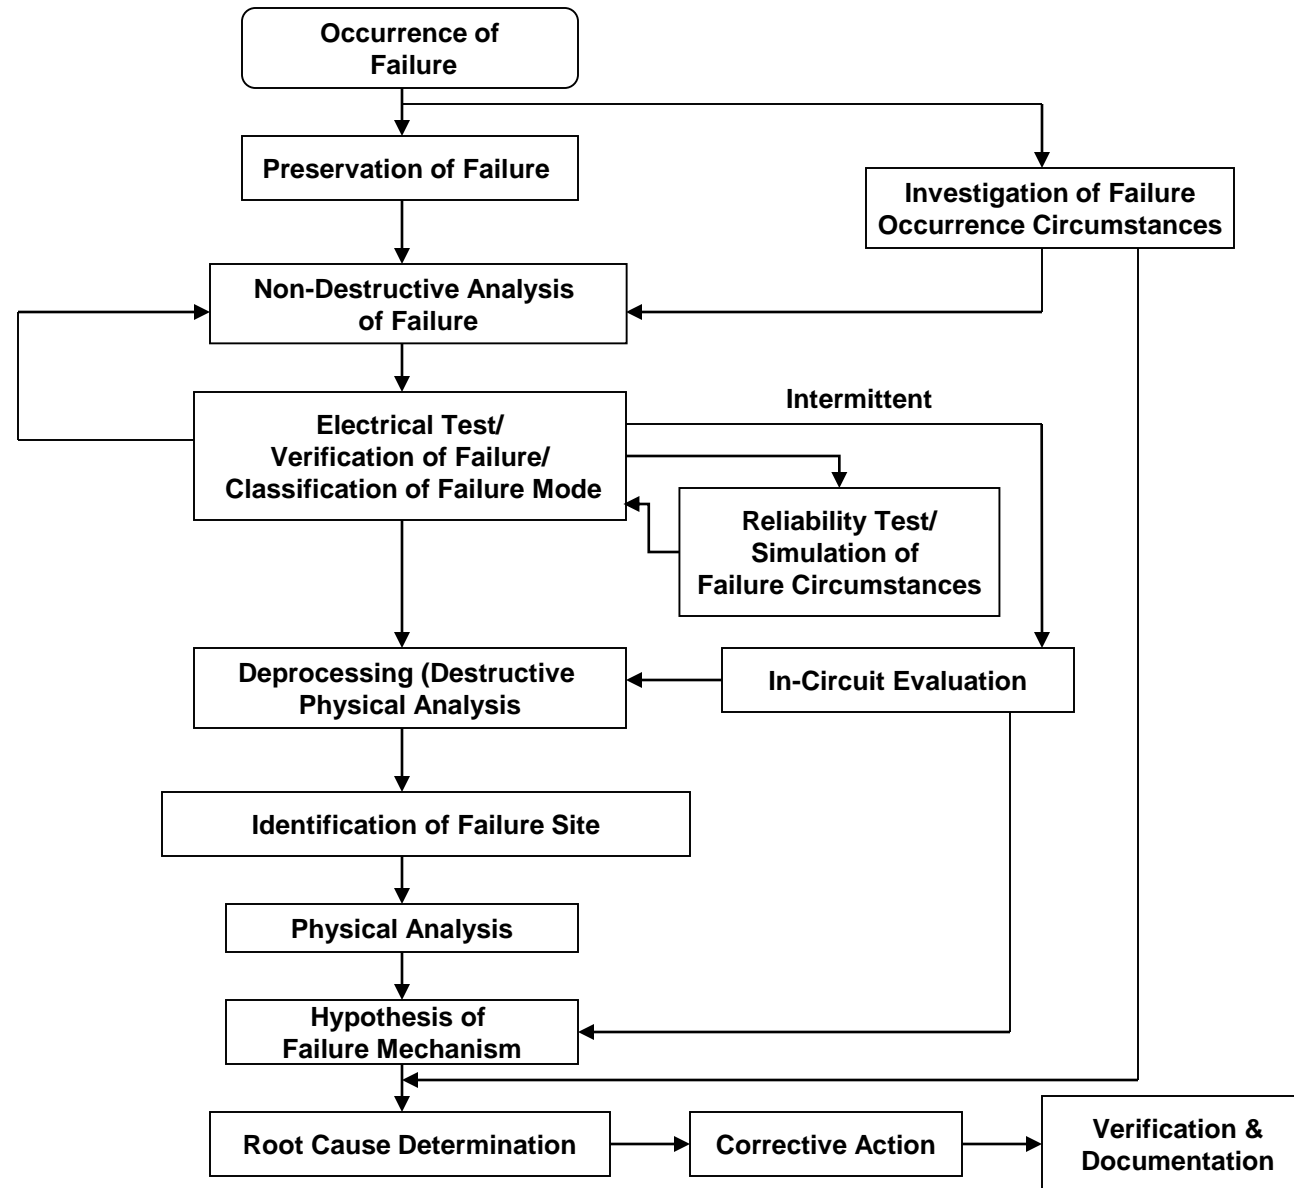 Occurrence of
Failure
Preservation of Failure
Investigation of Failure
Occurrence Circumstances
Non-Destructive Analysis
of Failure
Intermittent
Electrical Test/
Verification of Failure/
Classification of Failure Mode
Reliability Test/
Simulation of
Failure Circumstances
Deprocessing (Destructive
Physical Analysis
In-Circuit Evaluation
Identification of Failure Site
Physical Analysis
Hypothesis of
Failure Mechanism
Root Cause Determination
Corrective Action
Verification &
Documentation